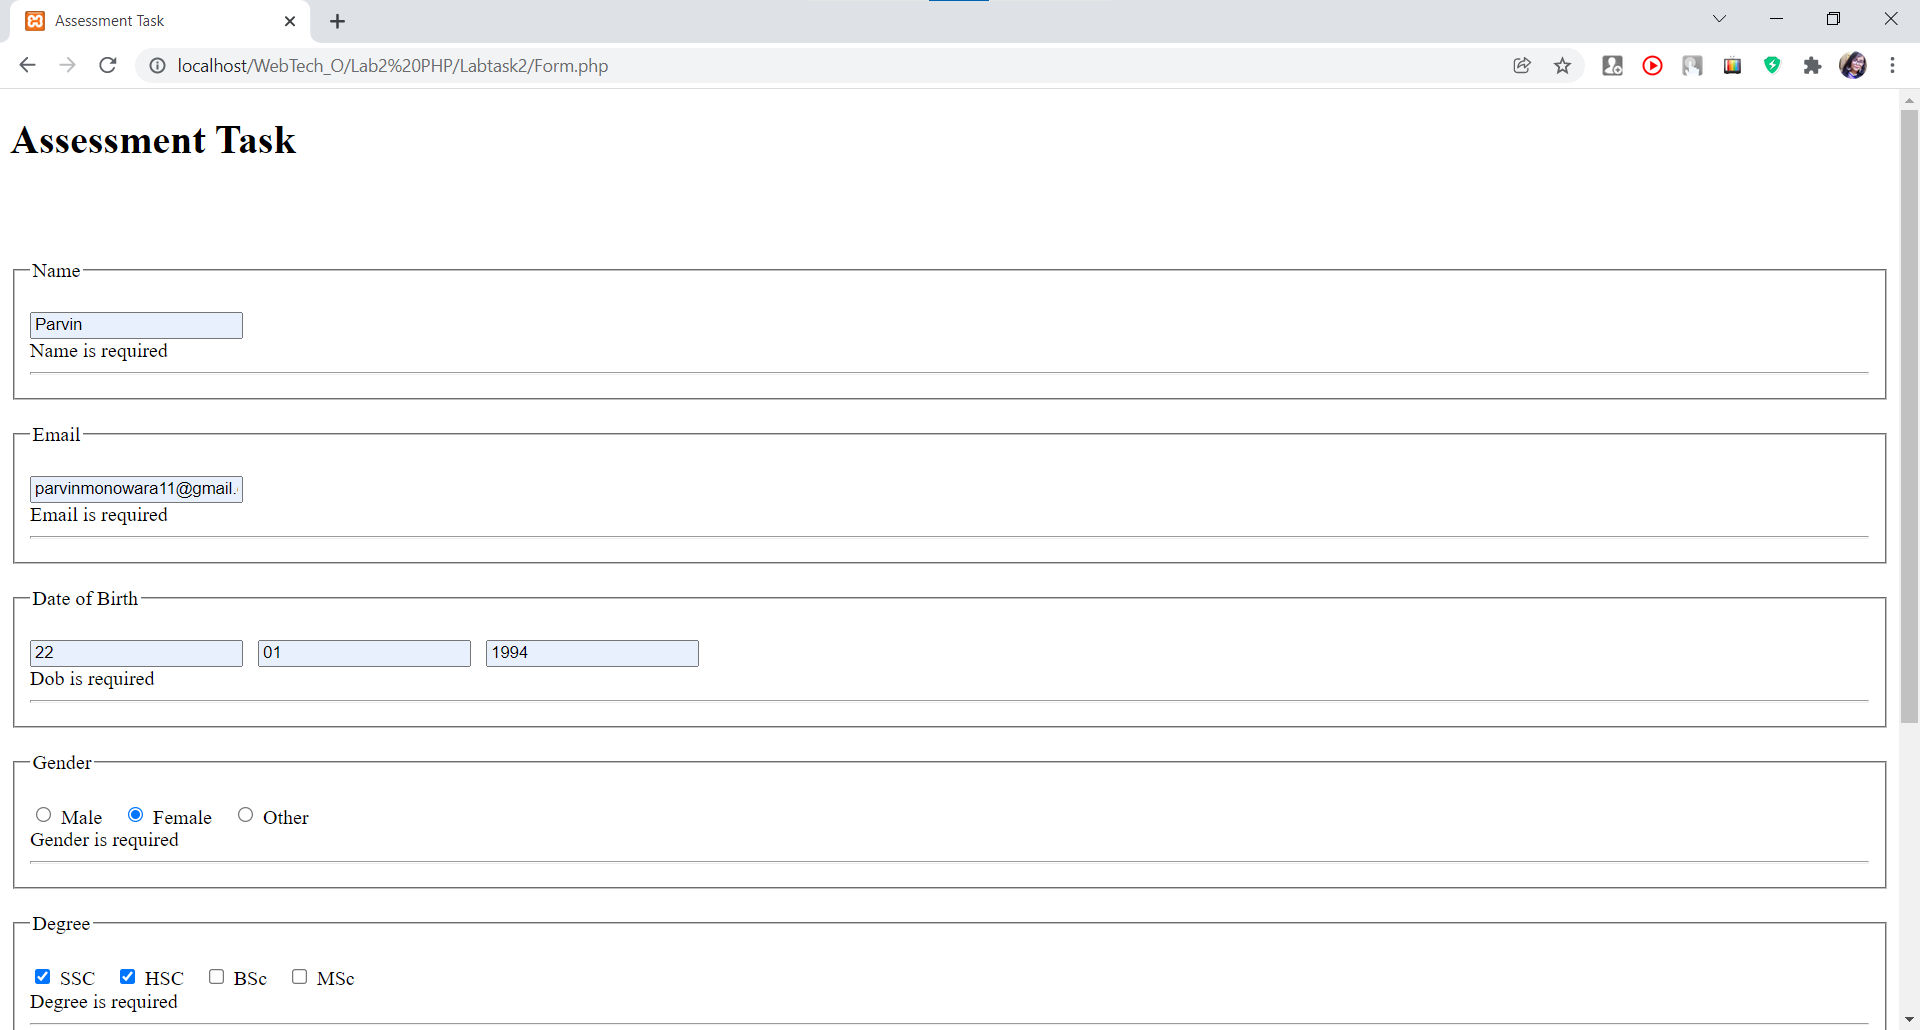 Assessment Task
localhost/WebTech_O/Lab2%20PHP/Labtask2/Form.php
Assessment Task
Name
Parvin
Name is required
Email
parvinmonowara11@gmail.
Email is required
Date of Birth
22 01 1994
Dob is required
Gender
Male Female Other
Gender is required
Degree
SSC HSC BSc MSc
Degree is required